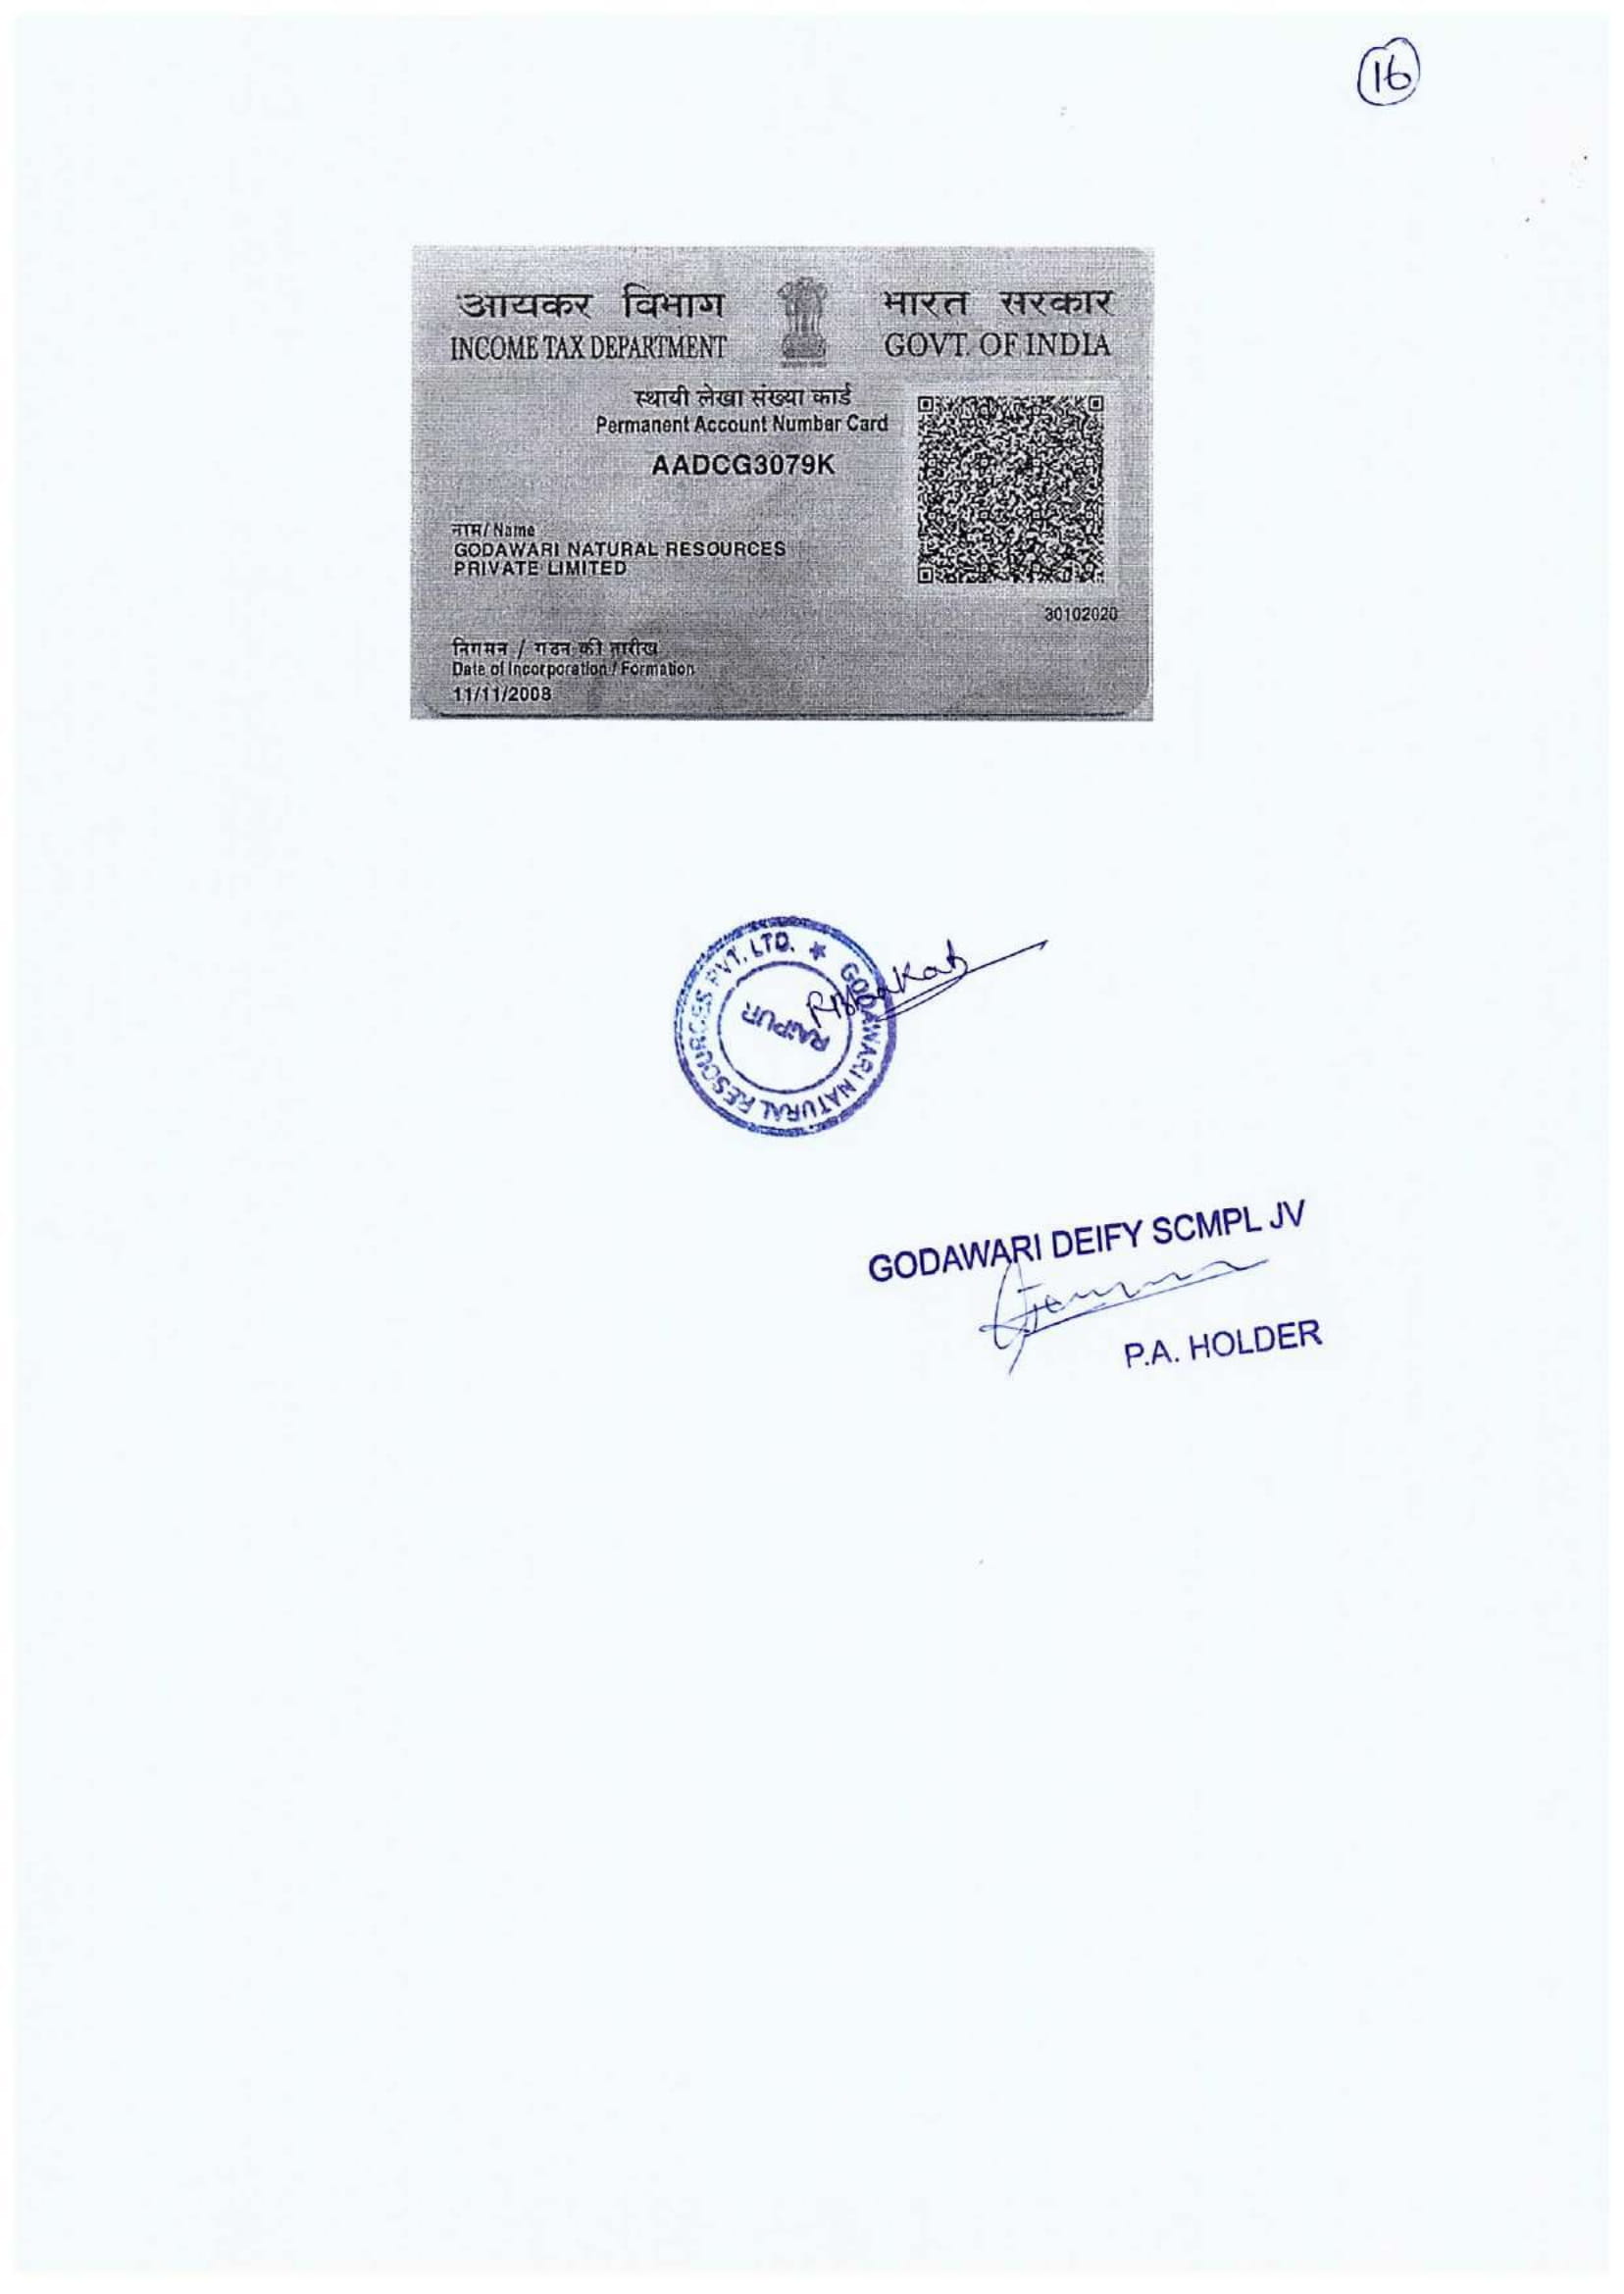 16
आयकर विभाग
INCOME TAX DEPARTMENT
भारत सरकार
GOVT. OF INDIA
स्थायी लेखा संख्या कार्ड
Permanent Account Number Card
AADCG3079K
नाम/ Name
GODAWARI NATURAL RESOURCES
PRIVATE LIMITED
30102020
निगमन / गठन की तारीख
Date of Incorporation / Formation
11/11/2008
GODAWARI NATURAL RESOURCES PVT. LTD. *
RAIPUR
GODAWARI DEIFY SCMPL JV
P.A. HOLDER